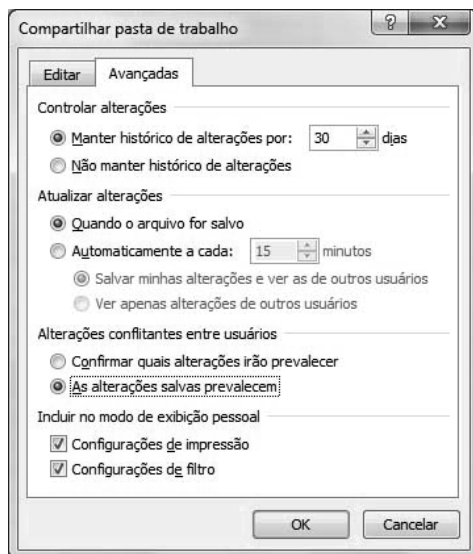 Compartilhar pasta de trabalho
Editar
Avançadas
Controlar alterações
Manter histórico de alterações por: 30 dias
Não manter histórico de alterações
Atualizar alterações
Quando o arquivo for salvo
Automaticamente a cada: 15 minutos
Salvar minhas alterações e ver as de outros usuários
Ver apenas alterações de outros usuários
Alterações conflitantes entre usuários
Confirmar quais alterações irão prevalecer
As alterações salvas prevalecem
Incluir no modo de exibição pessoal
Configurações de impressão
Configurações de filtro
OK
Cancelar